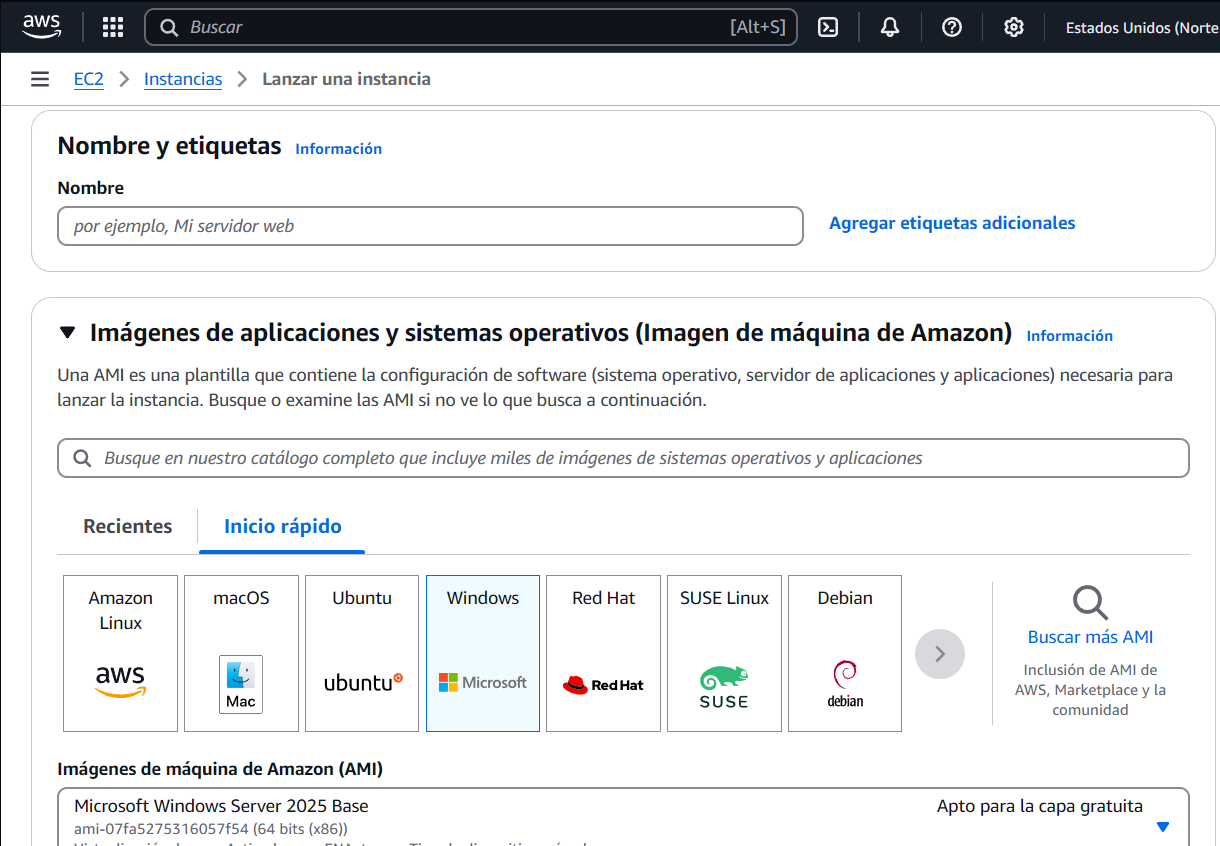 aws
Buscar
[Alt+S]
Estados Unidos (Norte
EC2
Instancias
Lanzar una instancia
Nombre y etiquetas
Información
Nombre
por ejemplo, Mi servidor web
Agregar etiquetas adicionales
Imágenes de aplicaciones y sistemas operativos (Imagen de máquina de Amazon)
Información
Una AMI es una plantilla que contiene la configuración de software (sistema operativo, servidor de aplicaciones y aplicaciones) necesaria para
lanzar la instancia. Busque o examine las AMI si no ve lo que busca a continuación.
Busque en nuestro catálogo completo que incluye miles de imágenes de sistemas operativos y aplicaciones
Recientes
Inicio rápido
Amazon
Linux
aws
macOS
Mac
Ubuntu
ubuntu
Windows
Microsoft
Red Hat
Red Hat
SUSE Linux
SUSE
Debian
debian
Buscar más AMI
Inclusión de AMI de
AWS, Marketplace y la
comunidad
Imágenes de máquina de Amazon (AMI)
Microsoft Windows Server 2025 Base
Apto para la capa gratuita
ami-07fa5275316057f54 (64 bits (x86))